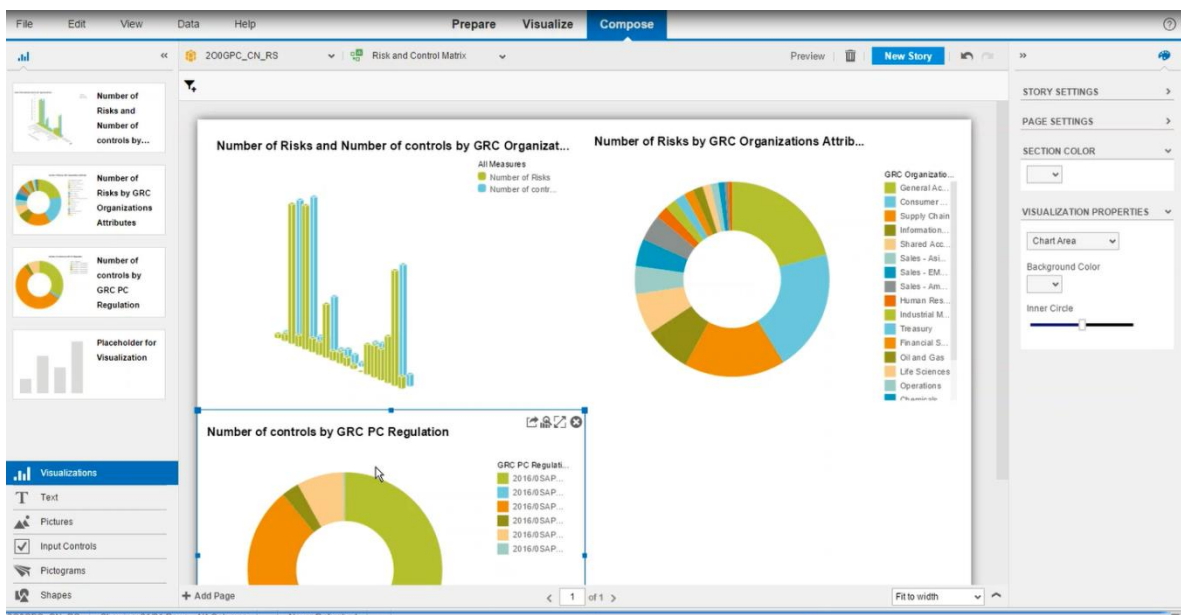 File Edit View Data Help Prepare Visualize Compose
200GPC_CN_RS Risk and Control Matrix Preview New Story
Number of
Risks and
Number of
controls by...
Number of
Risks by GRC
Organizations
Attributes
Number of
controls by
GRC PC
Regulation
Placeholder for
Visualization
Visualizations
Text
Pictures
Input Controls
Pictograms
Shapes
Number of Risks and Number of controls by GRC Organizat...
All Measures
Number of Risks
Number of contr...
Number of Risks by GRC Organizations Attrib...
GRC Organizatio...
General Ac...
Consumer ...
Supply Chain
Information...
Shared Acc...
Sales - Asi...
Sales - EM...
Sales - Am...
Human Res...
Industrial M...
Treasury
Financial S...
Oil and Gas
Life Sciences
Operations
Chemicals
Number of controls by GRC PC Regulation
GRC PC Regulati...
2016/0SAP...
2016/0SAP...
2016/0SAP...
2016/0SAP...
2016/0SAP...
2016/0SAP...
+ Add Page < 1 of 1 > Fit to width
STORY SETTINGS
PAGE SETTINGS
SECTION COLOR
VISUALIZATION PROPERTIES
Chart Area
Background Color
Inner Circle